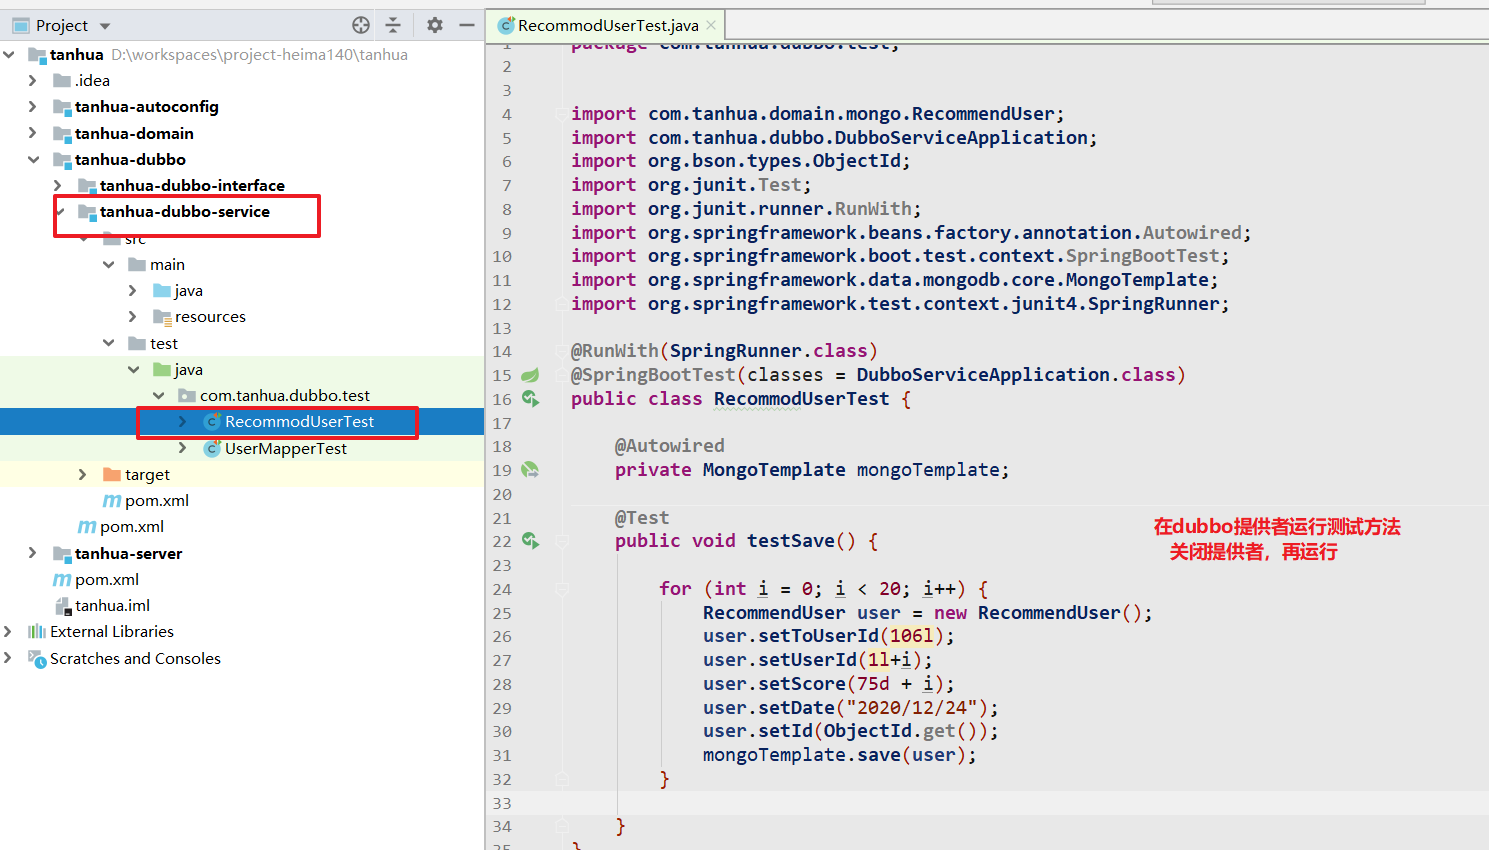 Project
tanhua D:\workspaces\project-heima140\tanhua
.idea
tanhua-autoconfig
tanhua-domain
tanhua-dubbo
tanhua-dubbo-interface
tanhua-dubbo-service
src
main
java
resources
test
java
com.tanhua.dubbo.test
RecommodUserTest
UserMapperTest
target
pom.xml
pom.xml
tanhua-server
pom.xml
tanhua.iml
External Libraries
Scratches and Consoles
RecommodUserTest.java
1 package com.tanhua.dubbo.test;
2
3
4 import com.tanhua.domain.mongo.RecommendUser;
5 import com.tanhua.dubbo.DubboServiceApplication;
6 import org.bson.types.ObjectId;
7 import org.junit.Test;
8 import org.junit.runner.RunWith;
9 import org.springframework.beans.factory.annotation.Autowired;
10 import org.springframework.boot.test.context.SpringBootTest;
11 import org.springframework.data.mongodb.core.MongoTemplate;
12 import org.springframework.test.context.junit4.SpringRunner;
13
14 @RunWith(SpringRunner.class)
15 @SpringBootTest(classes = DubboServiceApplication.class)
16 public class RecommodUserTest {
17
18 @Autowired
19 private MongoTemplate mongoTemplate;
20
21 @Test
22 public void testSave() {
23
24 for (int i = 0; i < 20; i++) {
25 RecommendUser user = new RecommendUser();
26 user.setToUserId(106l);
27 user.setUserId(1l+i);
28 user.setScore(75d + i);
29 user.setDate("2020/12/24");
30 user.setId(ObjectId.get());
31 mongoTemplate.save(user);
32 }
33
34 }
35 }
在dubbo提供者运行测试方法
关闭提供者，再运行